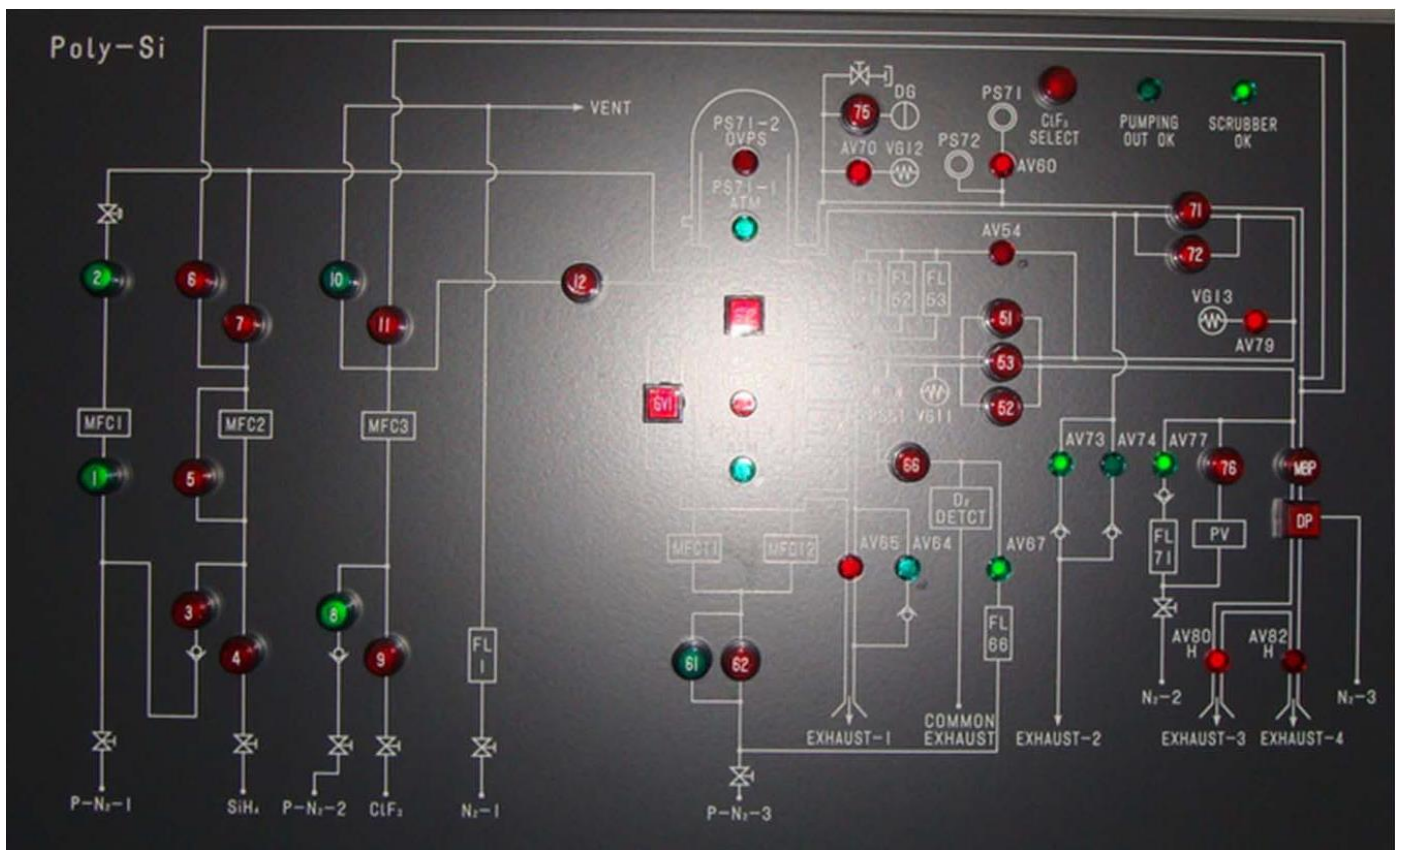 Poly-Si
VENT
PS71-2
OVPS
PS71-1
ATM
75
DG
AV70
VG12
PS71
PS72
AV60
ClF₃
SELECT
PUMPING
OUT OK
SCRUBBER
OK
2
6
7
10
11
12
AV54
71
72
VG13
AV79
FL
52
FL
53
51
53
52
GV1
VG11
MFC1
MFC2
MFC3
1
5
66
O₂
DETCT
AV73
AV74
AV77
76
MBP
DP
FL
71
PV
MFC11
MFC12
AV65
AV64
AV67
3
4
8
9
FL
1
61
62
FL
66
AV80
H
AV82
H
P-N₂-1
SiH₄
P-N₂-2
ClF₃
N₂-1
P-N₂-3
EXHAUST-1
COMMON
EXHAUST
EXHAUST-2
N₂-2
EXHAUST-3
EXHAUST-4
N₂-3